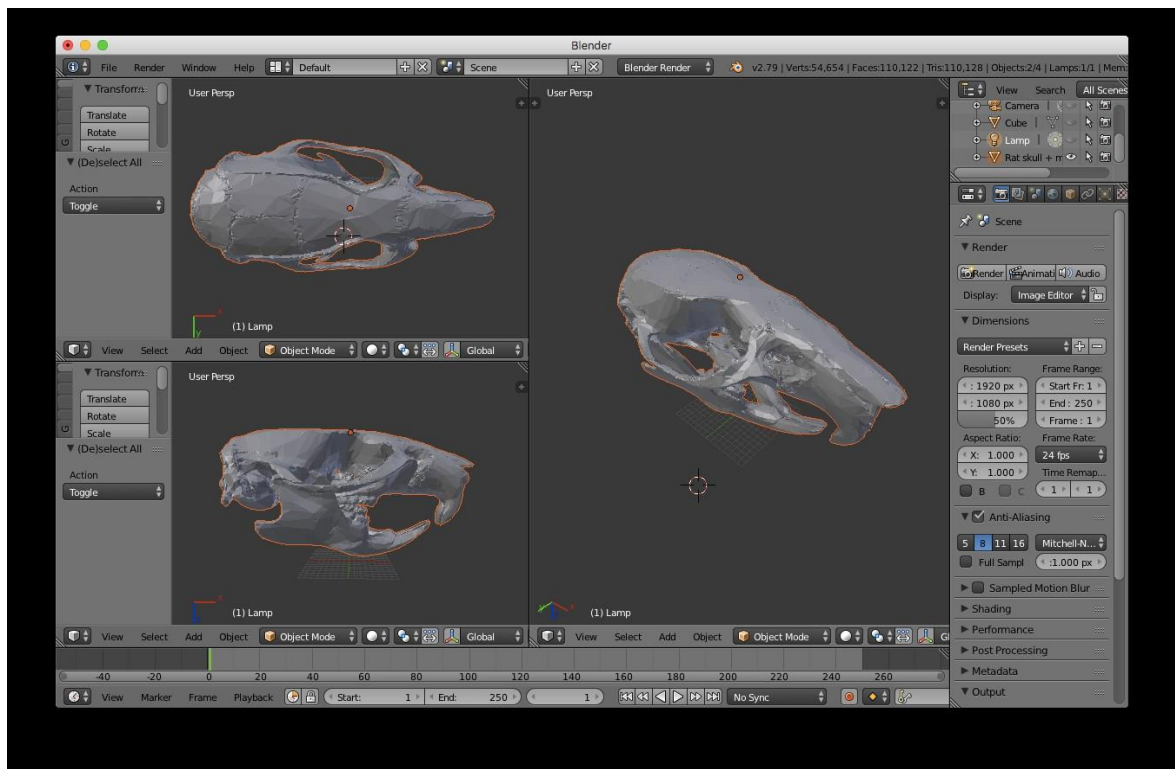 Blender
File Render Window Help Default Scene Blender Render v2.79 | Verts:54,654 | Faces:110,122 | Tris:110,128 | Objects:2/4 | Lamps:1/1 | Mem:
Transform
Translate
Rotate
Scale
(De)select All
Action
Toggle
User Persp
x
y
(1) Lamp
View Select Add Object Object Mode Global
Transform
Translate
Rotate
Scale
(De)select All
Action
Toggle
User Persp
x
(1) Lamp
View Select Add Object Object Mode Global
User Persp
(1) Lamp
View Select Add Object Object Mode G
-40 -20 0 20 40 60 80 100 120 140 160 180 200 220 240 260
View Marker Frame Playback Start: 1 End: 250 1 No Sync
View Search All Scenes
Camera
Cube
Lamp
Rat skull + m
Scene
Render
Render Animati Audio
Display: Image Editor
Dimensions
Render Presets
Resolution: Frame Range:
: 1920 px Start Fr: 1
: 1080 px End : 250
50% Frame : 1
Aspect Ratio: Frame Rate:
X: 1.000 24 fps
Y: 1.000 Time Remap...
B C 1 1
Anti-Aliasing
5 8 11 16 Mitchell-N...
Full Sampl :1.000 px
Sampled Motion Blur
Shading
Performance
Post Processing
Metadata
Output